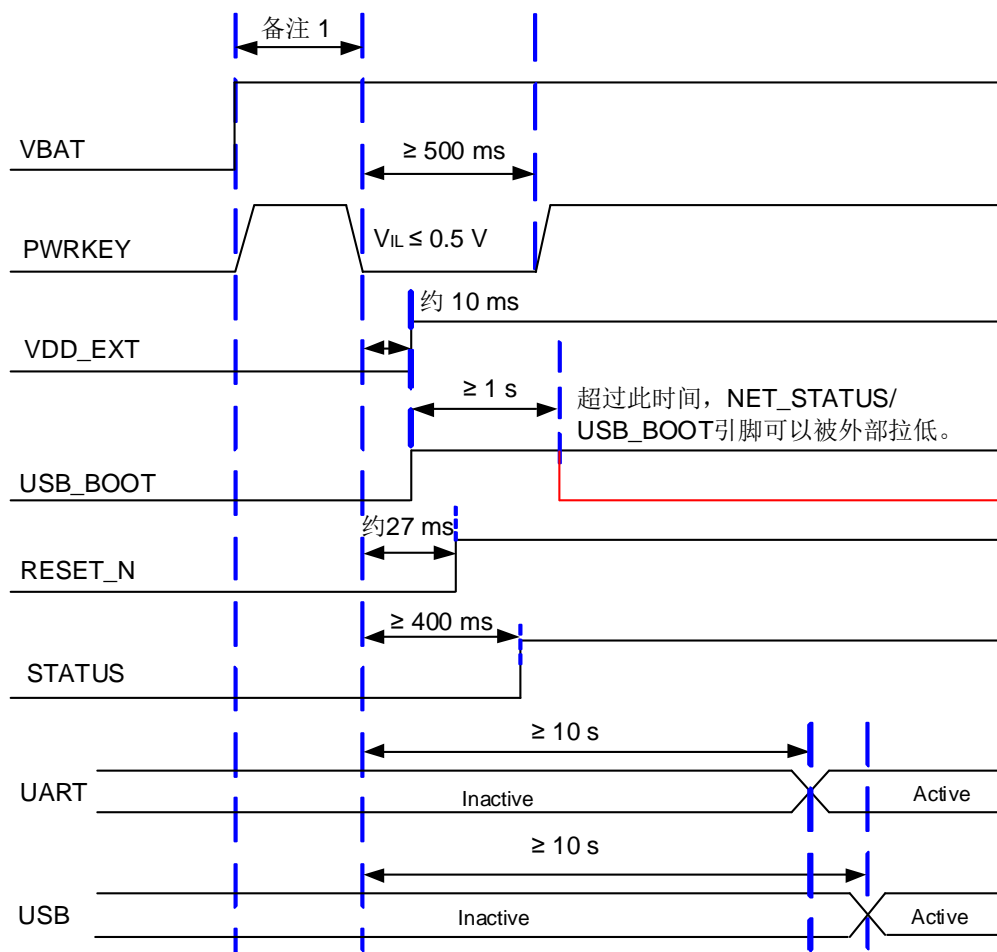 备注 1
VBAT
≥ 500 ms
PWRKEY
VIL ≤ 0.5 V
约 10 ms
VDD_EXT
≥ 1 s
超过此时间，NET_STATUS/
USB_BOOT引脚可以被外部拉低。
USB_BOOT
约27 ms
RESET_N
≥ 400 ms
STATUS
≥ 10 s
UART
Inactive
Active
≥ 10 s
USB
Inactive
Active